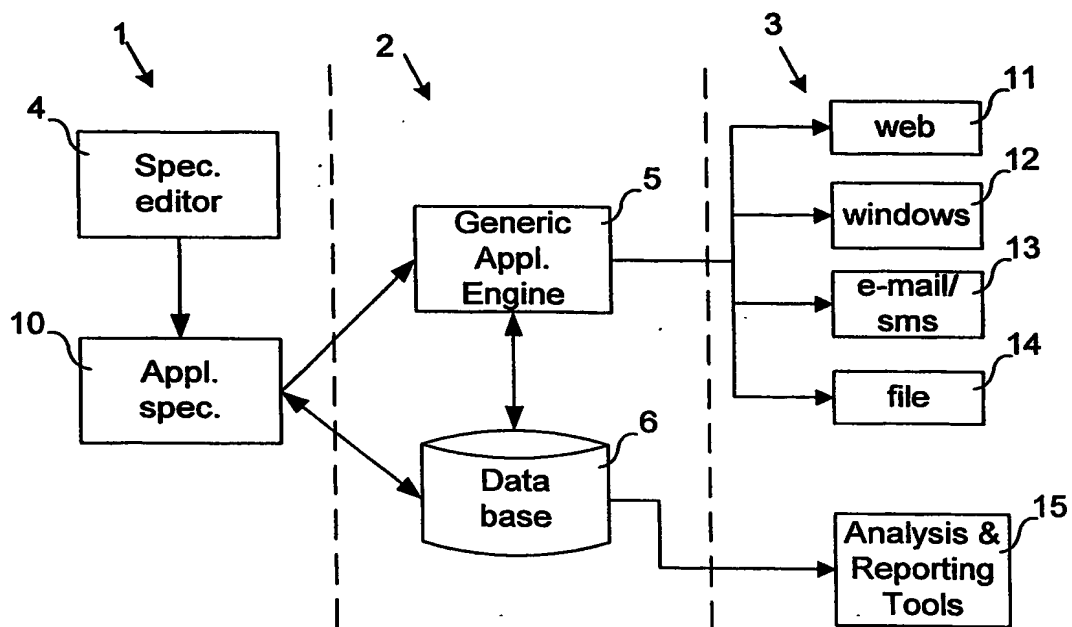 1
2
3
4
Spec.
editor
10
Appl.
spec.
5
Generic
Appl.
Engine
6
Data
base
11
web
12
windows
13
e-mail/
sms
14
file
15
Analysis &
Reporting
Tools